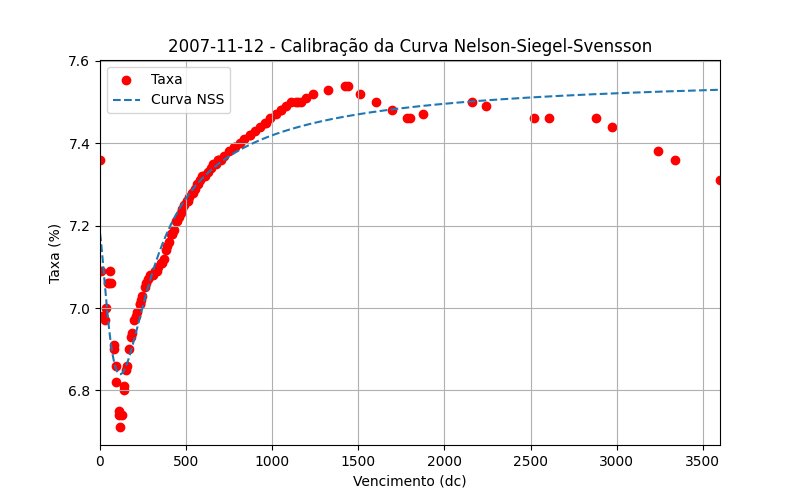 2007-11-12 - Calibração da Curva Nelson-Siegel-Svensson
Taxa
Curva NSS
Taxa (%)
7.6
7.4
7.2
7.0
6.8
0 500 1000 1500 2000 2500 3000 3500
Vencimento (dc)